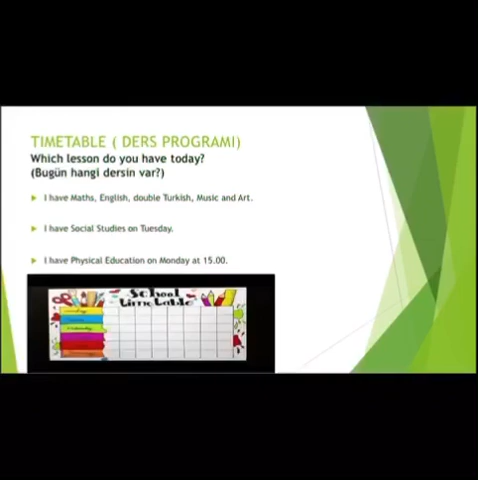 TIMETABLE ( DERS PROGRAMI)
Which lesson do you have today?
(Bugün hangi dersin var?)
I have Maths, English, double Turkish, Music and Art.
I have Social Studies on Tuesday.
I have Physical Education on Monday at 15.00.
School
timetable